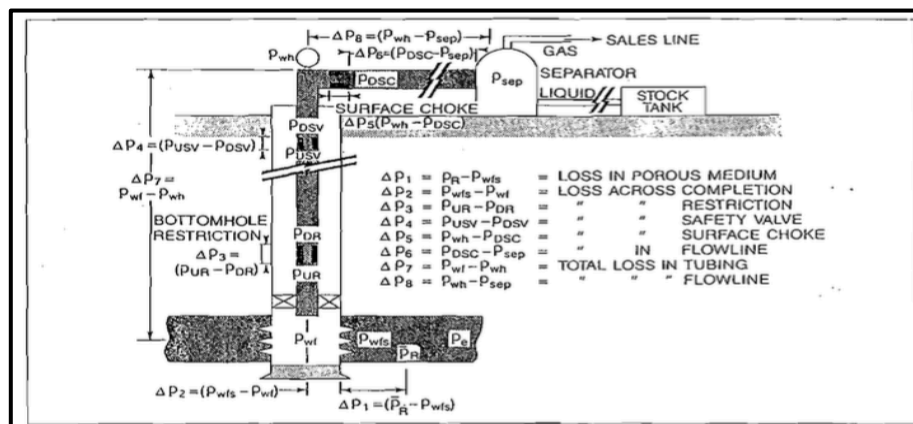 ΔP₈=(Pwh-Psep)
ΔP₆=(PDSC-Psep)
SALES LINE
GAS
Pwh
PDSC
Psep
SEPARATOR
LIQUID
STOCK
TANK
SURFACE CHOKE
ΔP₅(Pwh-PDSC)
PDSV
ΔP₄=(PUSV-PDSV)
PUSV
ΔP₇=
Pwf-Pwh
BOTTOMHOLE
RESTRICTION
PDR
ΔP₃=
(PUR-PDR)
PUR
ΔP₁ = PR-Pwfs = LOSS IN POROUS MEDIUM
ΔP₂ = Pwfs-Pwf = LOSS ACROSS COMPLETION
ΔP₃ = PUR-PDR = " " RESTRICTION
ΔP₄ = PUSV-PDSV = " " SAFETY VALVE
ΔP₅ = Pwh-PDSC = " " SURFACE CHOKE
ΔP₆ = PDSC-Psep = " IN FLOWLINE
ΔP₇ = Pwf-Pwh = TOTAL LOSS IN TUBING
ΔP₈ = Pwh-Psep = " " " FLOWLINE
Pwf
Pwfs
Pe
P̄R
ΔP₂ =(Pwfs-Pwf)
ΔP₁=(P̄R-Pwfs)